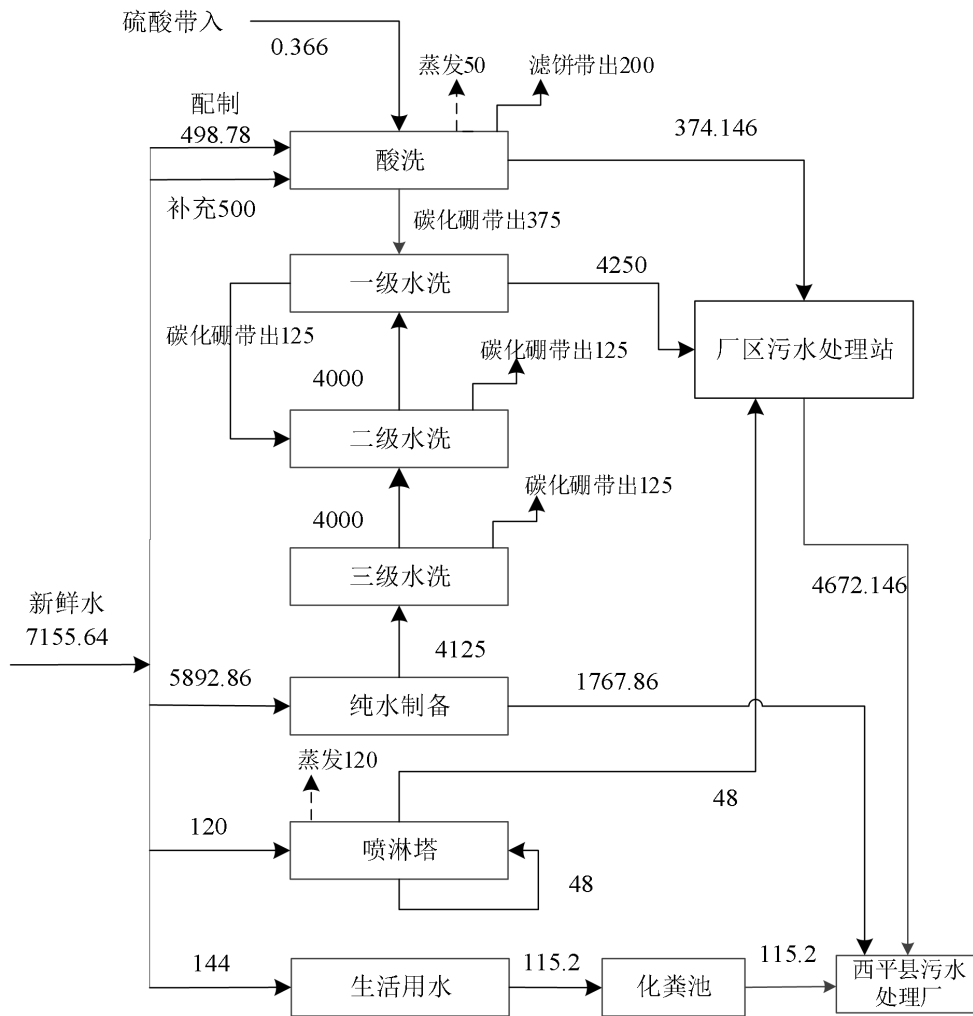 硫酸带入
0.366
蒸发50
滤饼带出200
配制
498.78
374.146
酸洗
补充500
碳化硼带出375
4250
一级水洗
碳化硼带出125
碳化硼带出125
厂区污水处理站
4000
二级水洗
碳化硼带出125
4000
三级水洗
4672.146
新鲜水
7155.64
4125
5892.86
1767.86
纯水制备
蒸发120
48
120
喷淋塔
48
144
115.2
115.2
生活用水
化粪池
西平县污水
处理厂